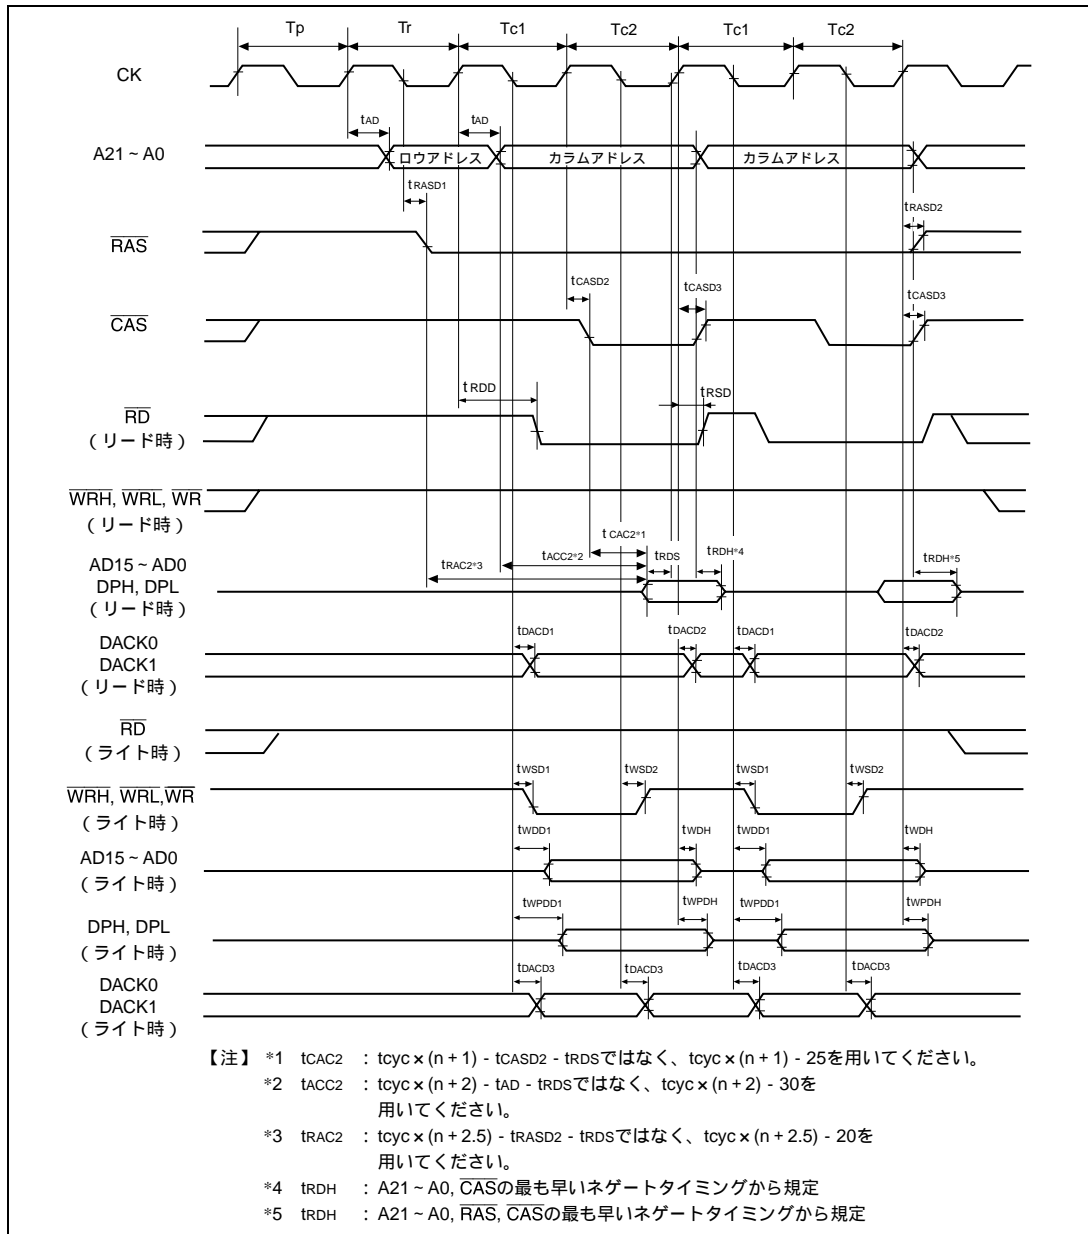 Tp Tr Tc1 Tc2 Tc1 Tc2
CK
tAD tAD
A21 ~ A0 ロウアドレス カラムアドレス カラムアドレス
tRASD1 tRASD2
RAS
tCASD2 tCASD3 tCASD3
CAS
tRDD tRSD
RD
(リード時)
WRH, WRL, WR
(リード時)
tCAC2*1
tACC2*2 tRDS tRDH*4
tRAC2*3 tRDH*5
AD15 ~ AD0
DPH, DPL
(リード時)
tDACD1 tDACD2 tDACD1 tDACD2
DACK0
DACK1
(リード時)
RD
(ライト時)
tWSD1 tWSD2 tWSD1 tWSD2
WRH, WRL,WR
(ライト時)
tWDD1 tWDH tWDD1 tWDH
AD15 ~ AD0
(ライト時)
tWPDD1 tWPDH tWPDD1 tWPDH
DPH, DPL
(ライト時)
tDACD3 tDACD3 tDACD3 tDACD3
DACK0
DACK1
(ライト時)
【注】 *1 tCAC2 : tcyc × (n + 1) - tCASD2 - tRDSではなく、tcyc × (n + 1) - 25を用いてください。
*2 tACC2 : tcyc × (n + 2) - tAD - tRDSではなく、tcyc × (n + 2) - 30を
用いてください。
*3 tRAC2 : tcyc × (n + 2.5) - tRASD2 - tRDSではなく、tcyc × (n + 2.5) - 20を
用いてください。
*4 tRDH : A21 ~ A0, CASの最も早いネゲートタイミングから規定
*5 tRDH : A21 ~ A0, RAS, CASの最も早いネゲートタイミングから規定